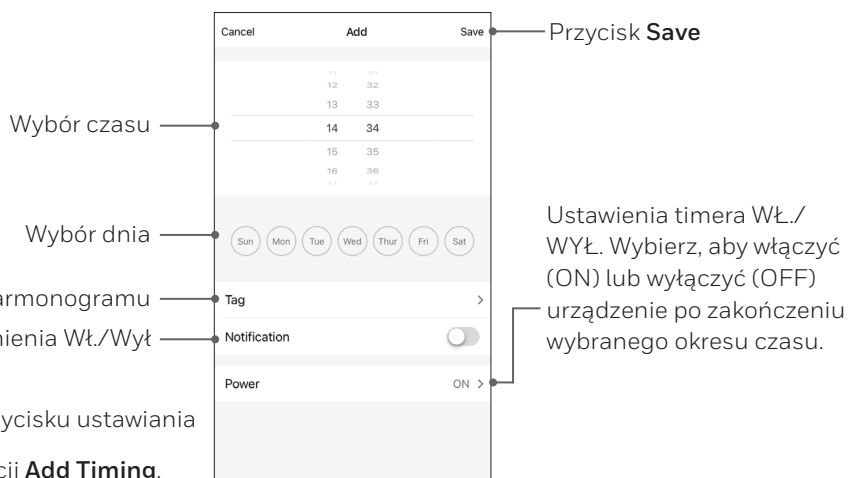 Cancel Add Save
Przycisk Save
12 32
13 33
Wybór czasu
14 34
15 35
16 36
Wybór dnia
Sun Mon Tue Wed Thur Fri Sat
Ustawienia timera WŁ./
WYŁ. Wybierz, aby włączyć
(ON) lub wyłączyć (OFF)
urządzenie po zakończeniu
wybranego okresu czasu.
armonogramu
Tag
ienia Wł./Wył
Notification
Power ON
ycisku ustawiania
cji Add Timing.